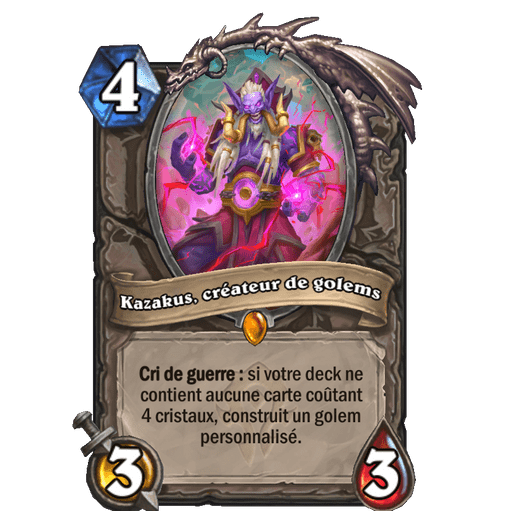 4
Kazakus, créateur de golems
Cri de guerre : si votre deck ne
contient aucune carte coûtant
4 cristaux, construit un golem
personnalisé.
3
3